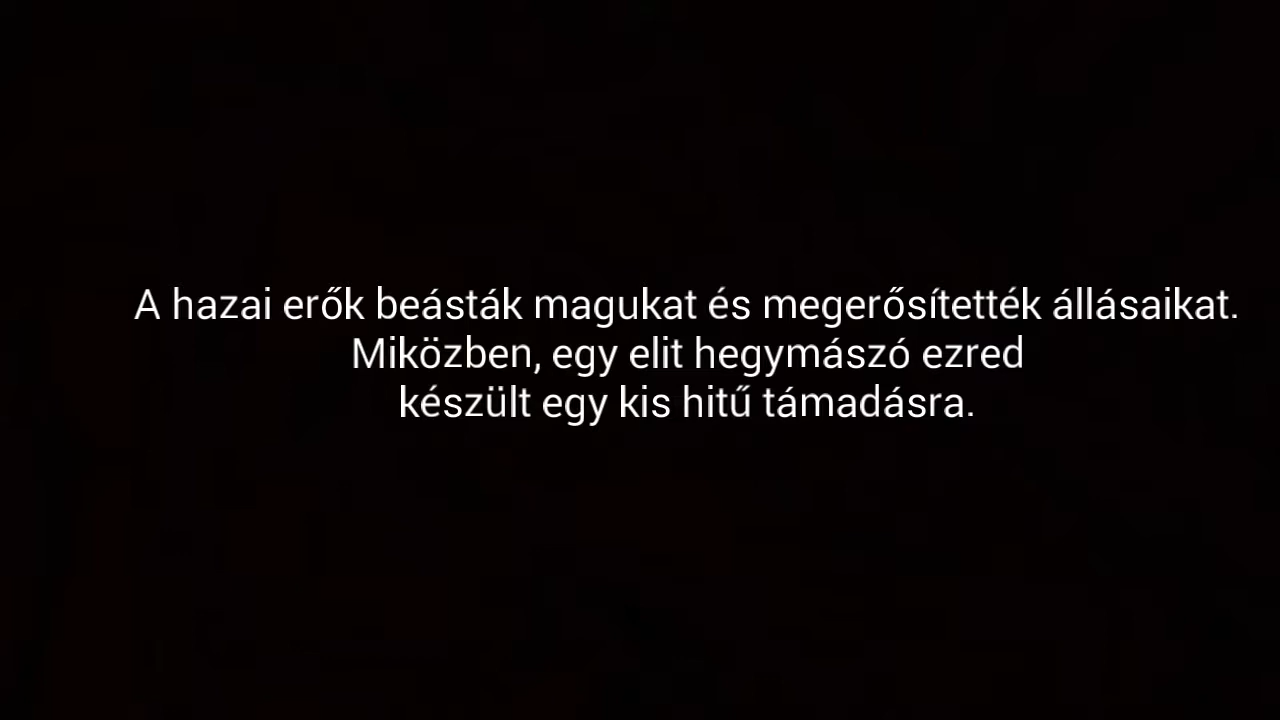 A hazai erők beásták magukat és megerősítették állásaikat.
Miközben, egy elit hegymászó ezred
készült egy kis hitű támadásra.